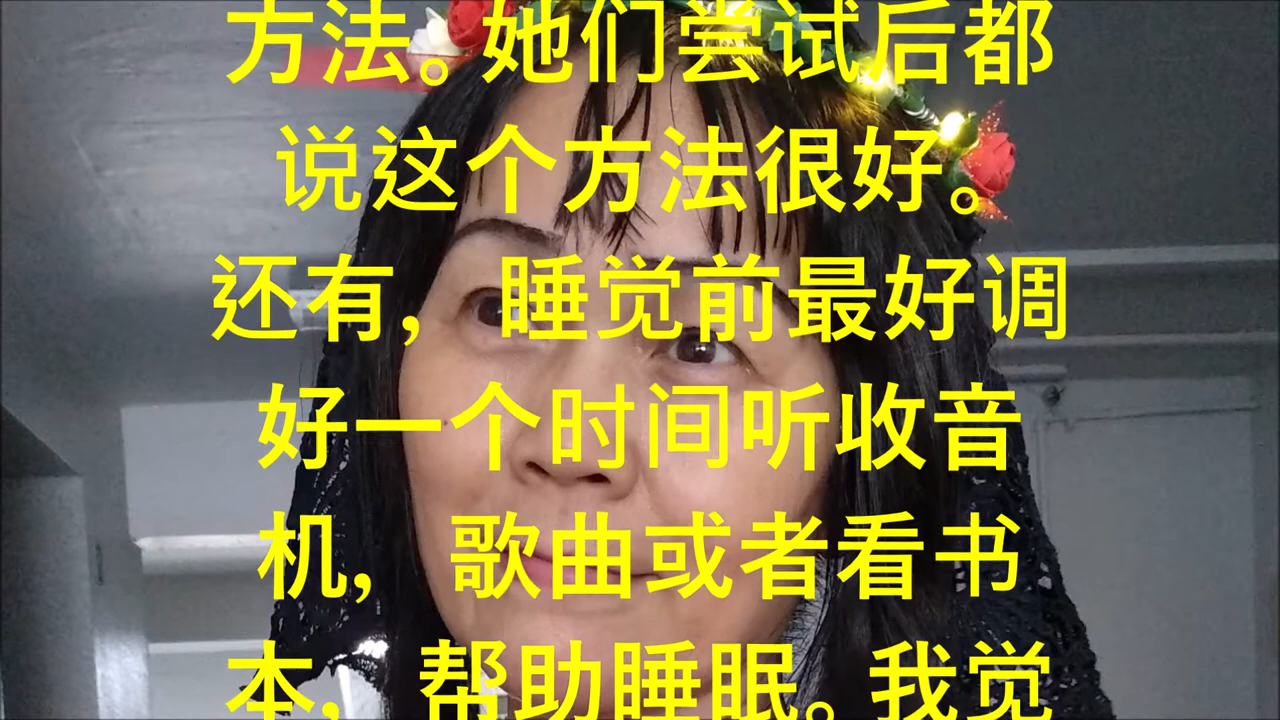 方法。她们尝试后都
说这个方法很好。
还有，睡觉前最好调
好一个时间听收音
机，歌曲或者看书
本，帮助睡眠。我觉